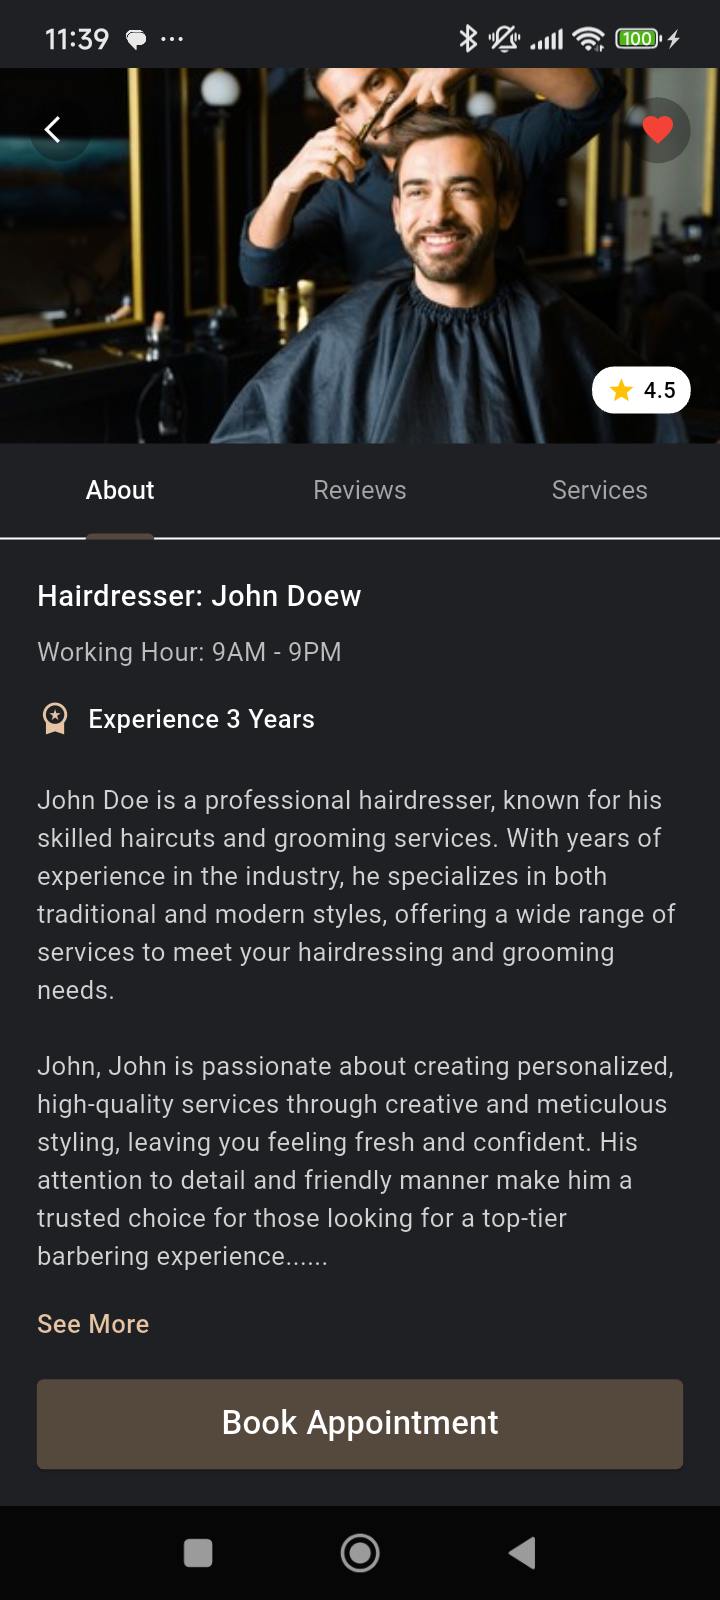 11:39
100
4.5
About Reviews Services
Hairdresser: John Doew
Working Hour: 9AM - 9PM
Experience 3 Years
John Doe is a professional hairdresser, known for his
skilled haircuts and grooming services. With years of
experience in the industry, he specializes in both
traditional and modern styles, offering a wide range of
services to meet your hairdressing and grooming
needs.
John, John is passionate about creating personalized,
high-quality services through creative and meticulous
styling, leaving you feeling fresh and confident. His
attention to detail and friendly manner make him a
trusted choice for those looking for a top-tier
barbering experience......
See More
Book Appointment